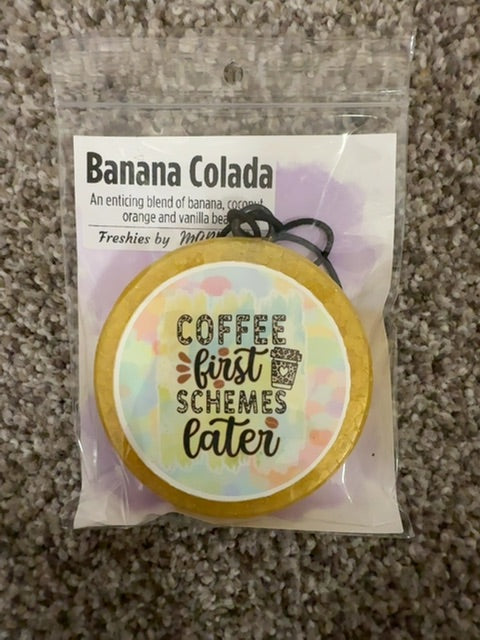 Banana Colada
An enticing blend of banana, coconut
orange and vanilla
Freshies by
COFFEE
first
SCHEMES
later